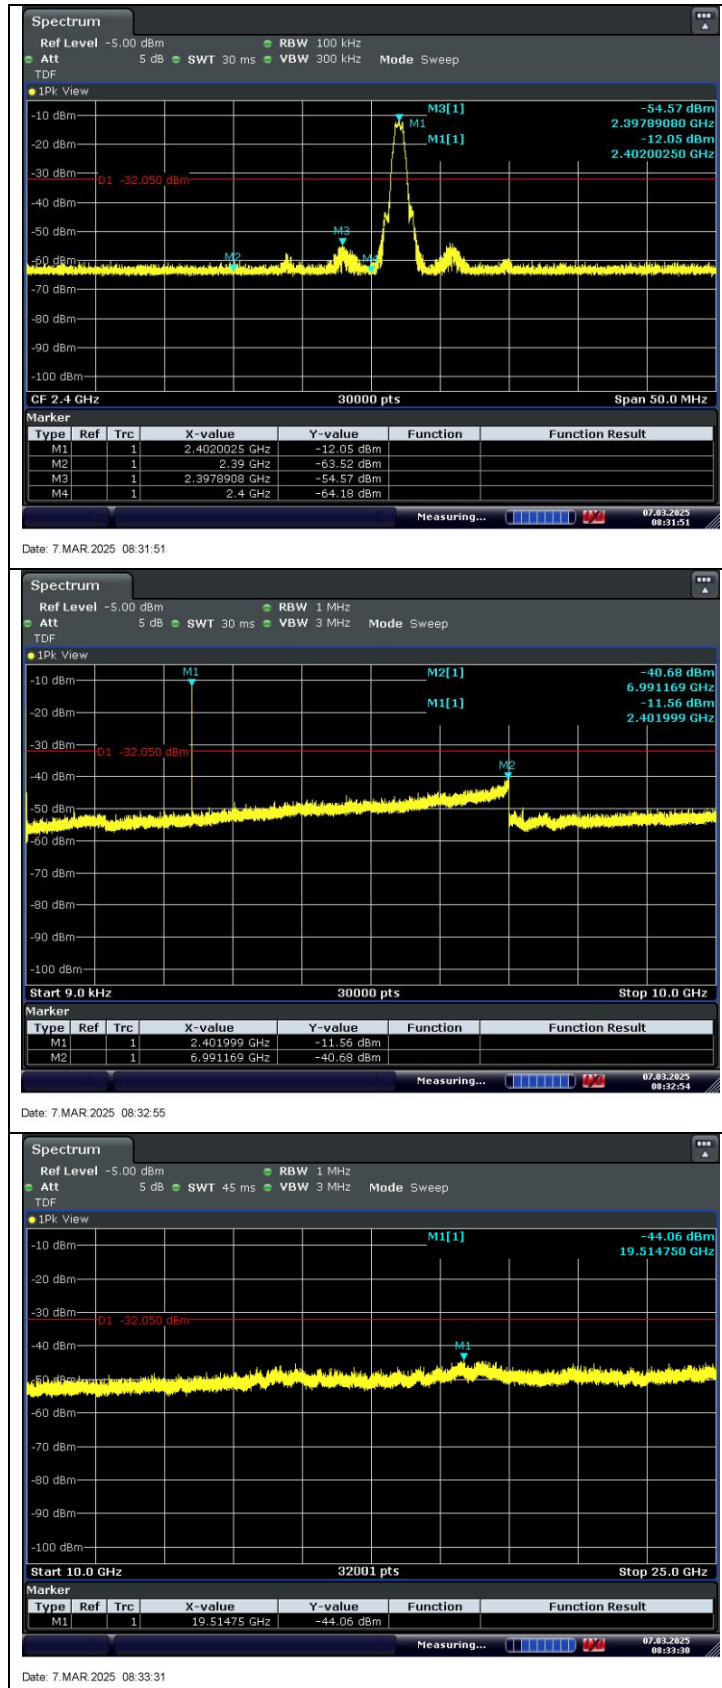 Spectrum
Ref Level -5.00 dBm RBW 100 kHz
Att 5 dB SWT 30 ms VBW 300 kHz Mode Sweep
TDF
1Pk View
M3[1] -54.57 dBm
2.39789080 GHz
M1[1] -12.05 dBm
2.40200250 GHz
M1
-10 dBm
-20 dBm
-30 dBm
D1 -32.050 dBm
-40 dBm
-50 dBm
M3
M2
M4
-60 dBm
-70 dBm
-80 dBm
-90 dBm
-100 dBm
CF 2.4 GHz 30000 pts Span 50.0 MHz
Marker
Type Ref Trc X-value Y-value Function Function Result
M1 1 2.4020025 GHz -12.05 dBm
M2 1 2.39 GHz -63.52 dBm
M3 1 2.3978908 GHz -54.57 dBm
M4 1 2.4 GHz -64.18 dBm
Measuring... 07.03.2025
08:31:51
Date: 7.MAR.2025 08:31:51
Spectrum
Ref Level -5.00 dBm RBW 1 MHz
Att 5 dB SWT 30 ms VBW 3 MHz Mode Sweep
TDF
1Pk View
M1
M2[1] -40.68 dBm
6.991169 GHz
M1[1] -11.56 dBm
2.401999 GHz
-10 dBm
-20 dBm
-30 dBm
D1 -32.050 dBm
M2
-40 dBm
-50 dBm
-60 dBm
-70 dBm
-80 dBm
-90 dBm
-100 dBm
Start 9.0 kHz 30000 pts Stop 10.0 GHz
Marker
Type Ref Trc X-value Y-value Function Function Result
M1 1 2.401999 GHz -11.56 dBm
M2 1 6.991169 GHz -40.68 dBm
Measuring... 07.03.2025
08:32:54
Date: 7.MAR.2025 08:32:55
Spectrum
Ref Level -5.00 dBm RBW 1 MHz
Att 5 dB SWT 45 ms VBW 3 MHz Mode Sweep
TDF
1Pk View
M1[1] -44.06 dBm
19.514750 GHz
-10 dBm
-20 dBm
-30 dBm
D1 -32.050 dBm
-40 dBm
M1
-50 dBm
-60 dBm
-70 dBm
-80 dBm
-90 dBm
-100 dBm
Start 10.0 GHz 32001 pts Stop 25.0 GHz
Marker
Type Ref Trc X-value Y-value Function Function Result
M1 1 19.51475 GHz -44.06 dBm
Measuring... 07.03.2025
08:33:30
Date: 7.MAR.2025 08:33:31